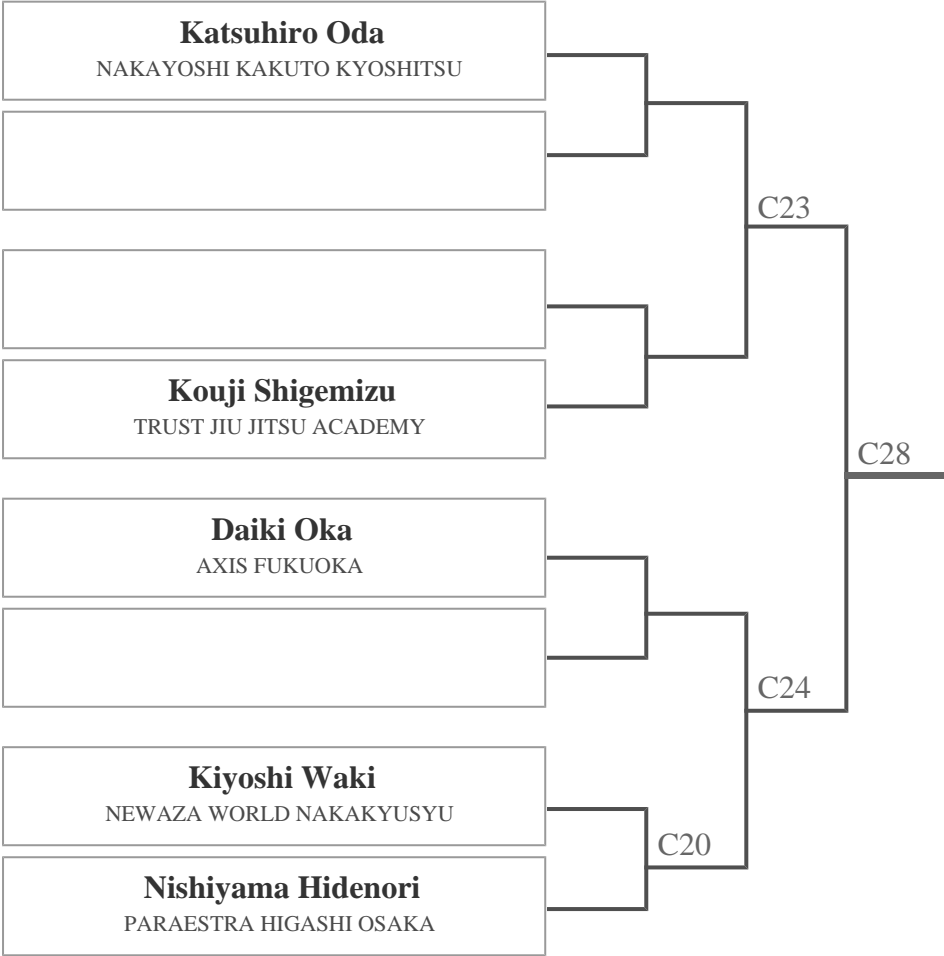 Katsuhiro Oda
NAKAYOSHI KAKUTO KYOSHITSU
C23
Kouji Shigemizu
TRUST JIU JITSU ACADEMY
C28
Daiki Oka
AXIS FUKUOKA
C24
Kiyoshi Waki
NEWAZA WORLD NAKAKYUSYU
C20
Nishiyama Hidenori
PARAESTRA HIGASHI OSAKA